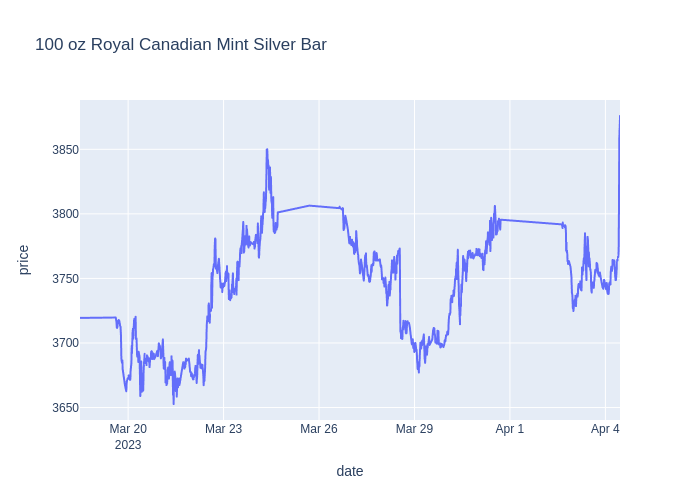 100 oz Royal Canadian Mint Silver Bar
price
3850
3800
3750
3700
3650
Mar 20
2023
Mar 23
Mar 26
Mar 29
Apr 1
Apr 4
date